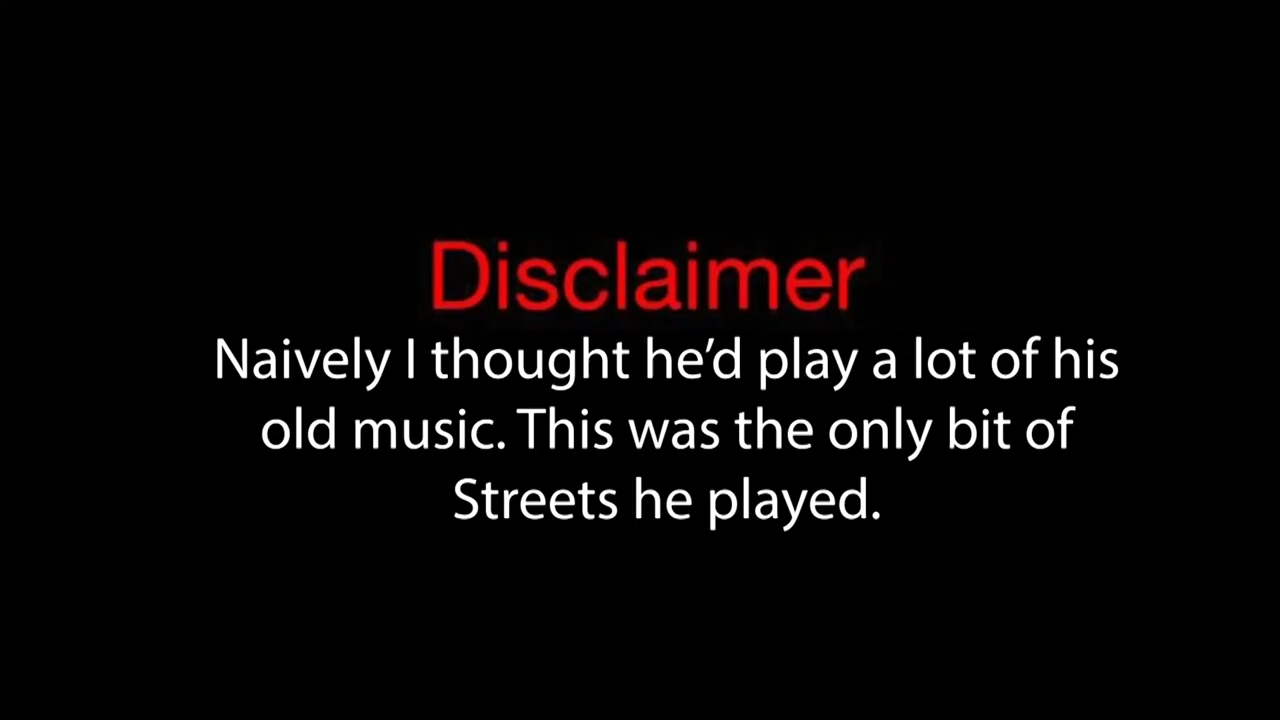 Disclaimer
Naively I thought he’d play a lot of his
old music. This was the only bit of
Streets he played.